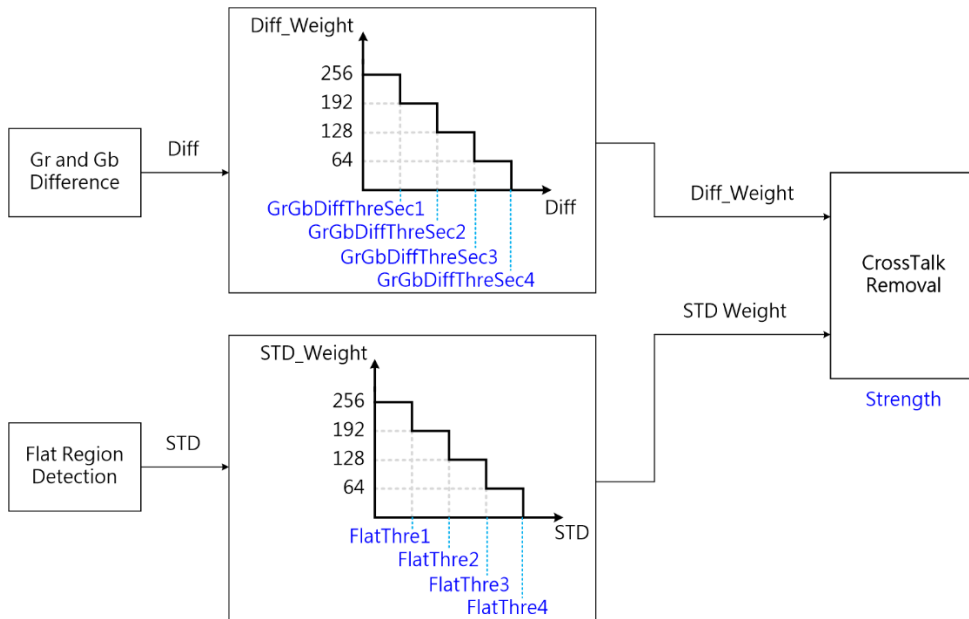 Gr and Gb
Difference
Diff
Diff_Weight
256
192
128
64
Diff
GrGbDiffThreSec1
GrGbDiffThreSec2
GrGbDiffThreSec3
GrGbDiffThreSec4
Diff_Weight
CrossTalk
Removal
STD Weight
Strength
Flat Region
Detection
STD
STD_Weight
256
192
128
64
STD
FlatThre1
FlatThre2
FlatThre3
FlatThre4